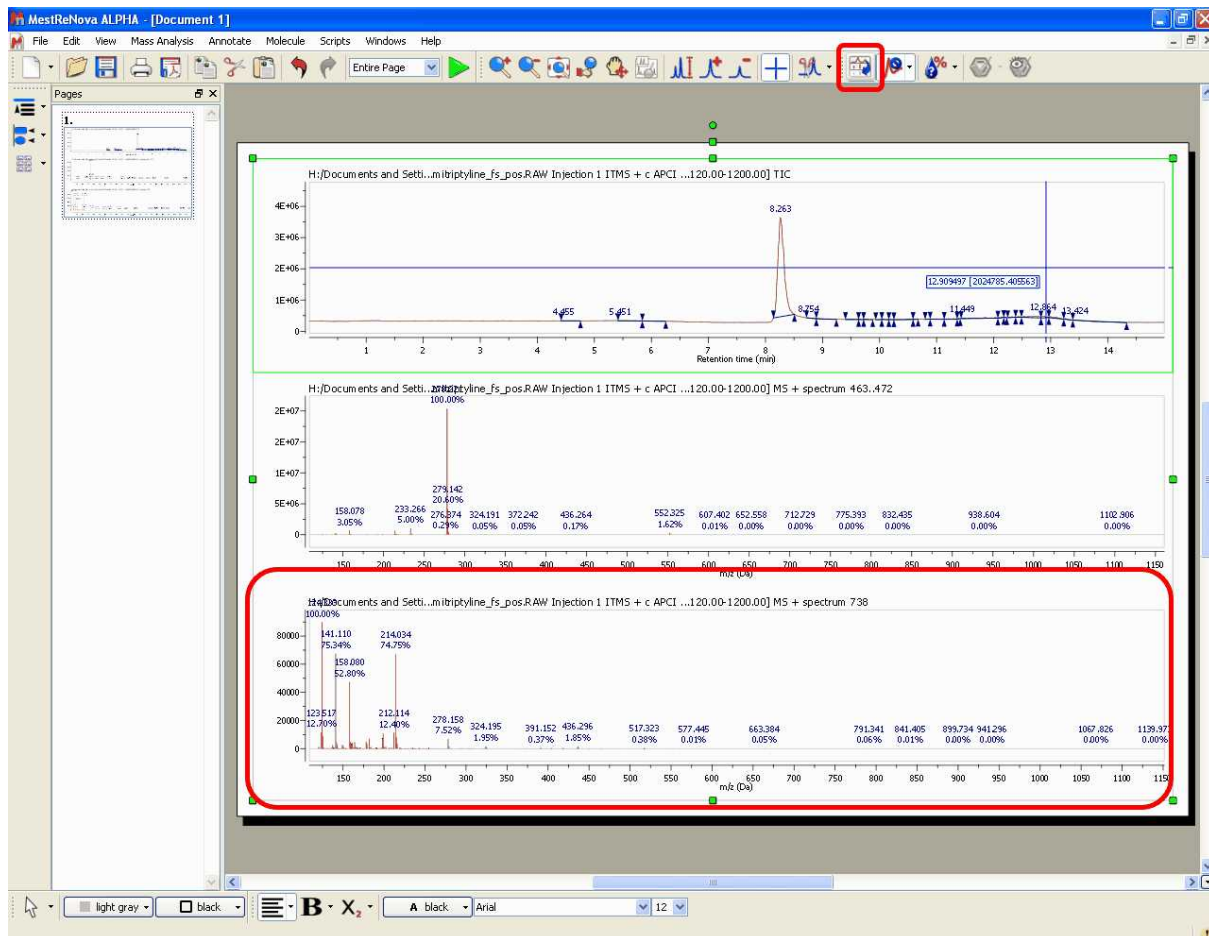 MestReNova ALPHA - [Document 1]
File Edit View Mass Analysis Annotate Molecule Scripts Windows Help
Entire Page
Pages
1.
H:/Documents and Setti...mitriptyline_fs_pos.RAW Injection 1 ITMS + c APCI ...120.00-1200.00] TIC
4E+06
3E+06
2E+06
1E+06
0
8.263
12.909497 [2024785.405563]
4.455 5.451 8.754 11.449 12.864 13.424
1 2 3 4 5 6 7 8 9 10 11 12 13 14
Retention time (min)
H:/Documents and Setti...mitriptyline_fs_pos.RAW Injection 1 ITMS + c APCI ...120.00-1200.00] MS + spectrum 463..472
100.00%
2E+07
2E+07
1E+07
5E+06
0
279.142
20.60%
158.078 233.266 276.374 324.191 372.242 436.264 552.325 607.402 652.558 712.729 775.393 832.435 938.604 1102.906
3.05% 5.00% 0.29% 0.05% 0.05% 0.17% 1.62% 0.01% 0.00% 0.00% 0.00% 0.00% 0.00% 0.00%
150 200 250 300 350 400 450 500 550 600 650 700 750 800 850 900 950 1000 1050 1100 1150
m/z (Da)
H:/Documents and Setti...mitriptyline_fs_pos.RAW Injection 1 ITMS + c APCI ...120.00-1200.00] MS + spectrum 738
100.00%
80000
60000
40000
20000
0
141.110 214.034
75.34% 74.75%
158.080
52.80%
123.517 212.114 278.158 324.195 391.152 436.296 517.323 577.445 663.384 791.341 841.405 899.734 941.296 1067.826 1139.97
12.70% 12.40% 7.52% 1.95% 0.37% 1.85% 0.38% 0.01% 0.05% 0.06% 0.01% 0.00% 0.00% 0.00% 0.00%
150 200 250 300 350 400 450 500 550 600 650 700 750 800 850 900 950 1000 1050 1100 115
m/z (Da)
light gray black B X2 A black Arial 12